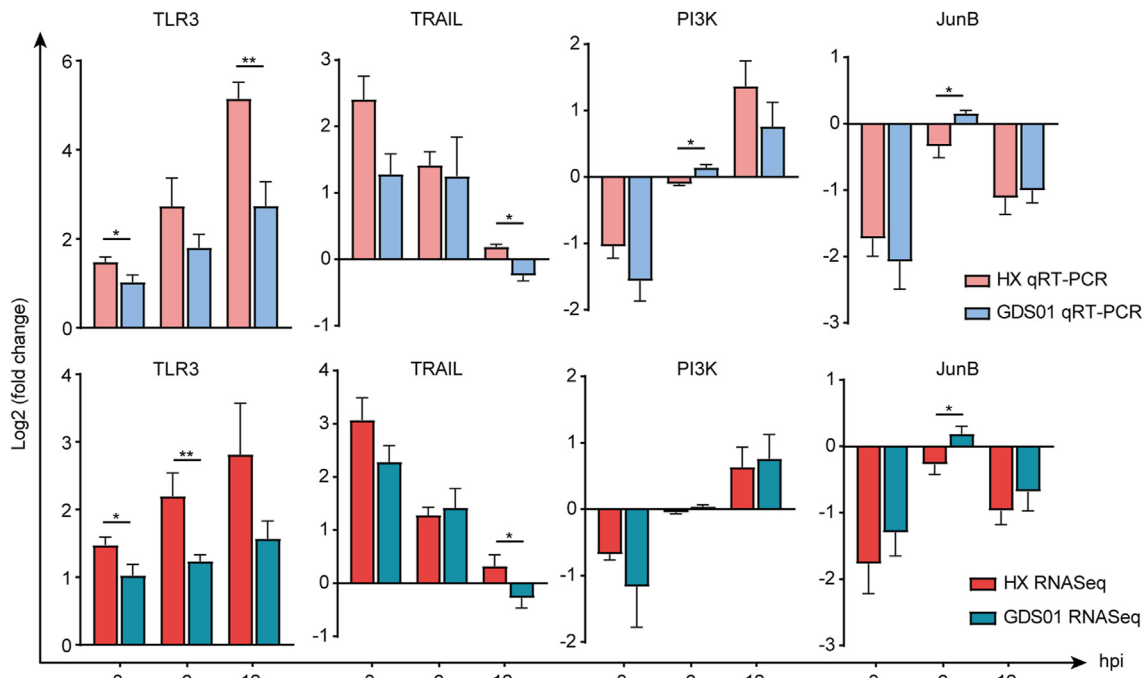 TLR3 TRAIL PI3K JunB
6 3 2 1
** * * *
4 2 1 0
* 1 0 -1
2 0 -1 -2
HX qRT-PCR
GDS01 qRT-PCR
0 -1 -2 -3
Log2 (fold change)
TLR3 TRAIL PI3K JunB
4 4 2 1
3 3 1 0
** * *
2 2 0 -1
* 1
1 0 -1 -2
HX RNASeq
GDS01 RNASeq
0 -1 -2 -3
hpi